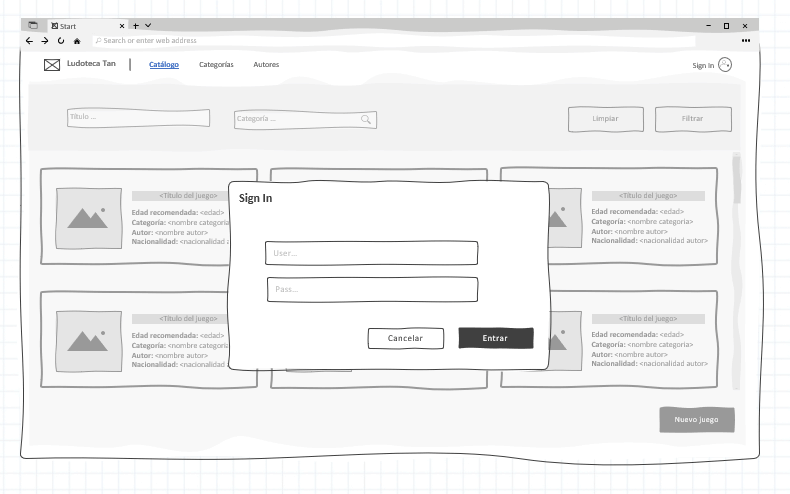 Start
Search or enter web address
Ludoteca Tan
Catálogo
Categorías
Autores
Sign in
Título ...
Categoría ...
Limpiar
Filtrar
<Título del juego>
Edad recomendada: <edad>
Categoría: <nombre categoría
Autor: <nombre autor>
Nacionalidad: <nacionalidad a
<Título del juego>
Edad recomendada: <edad>
Categoría: <nombre categoría>
Autor: <nombre autor>
Nacionalidad: <nacionalidad autor>
Sign In
User...
Pass...
Cancelar
Entrar
<Título del juego>
Edad recomendada: <edad>
Categoría: <nombre categoría
Autor: <nombre autor>
Nacionalidad: <nacionalidad a
<Título del juego>
Edad recomendada: <edad>
Categoría: <nombre categoría>
Autor: <nombre autor>
Nacionalidad: <nacionalidad autor>
Nuevo juego